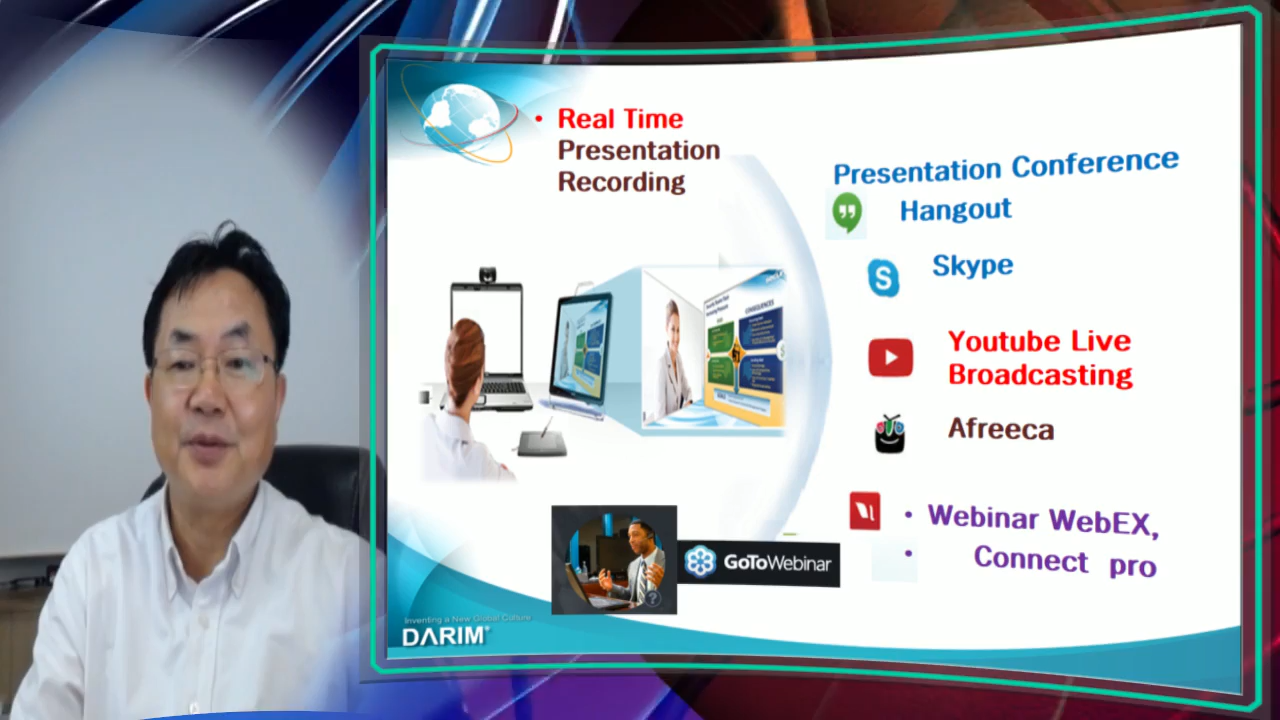 • Real Time
Presentation
Recording
Presentation Conference
Hangout
Skype
Youtube Live
Broadcasting
Afreeca
• Webinar WebEX,
• Connect pro
CONSEQUENCES
GoToWebinar
?
Inventing a New Global Culture
DARIM®